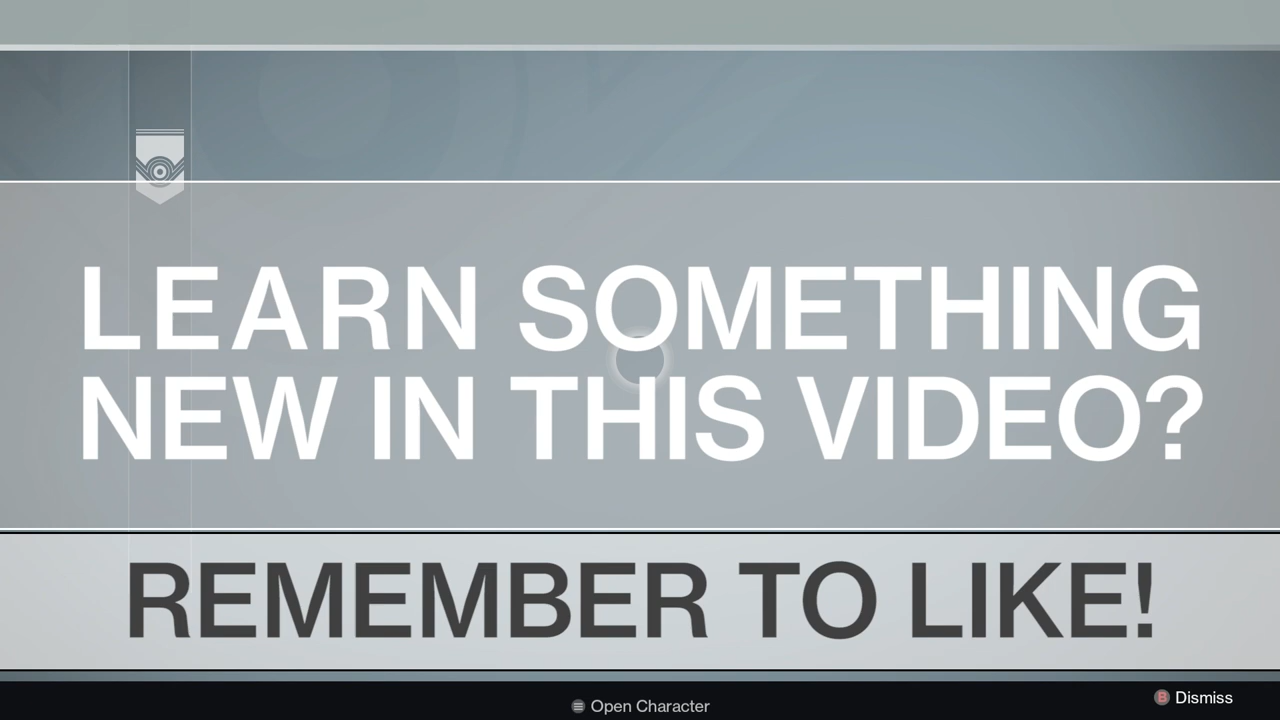 LEARN SOMETHING
NEW IN THIS VIDEO?
REMEMBER TO LIKE!
Open Character
B Dismiss